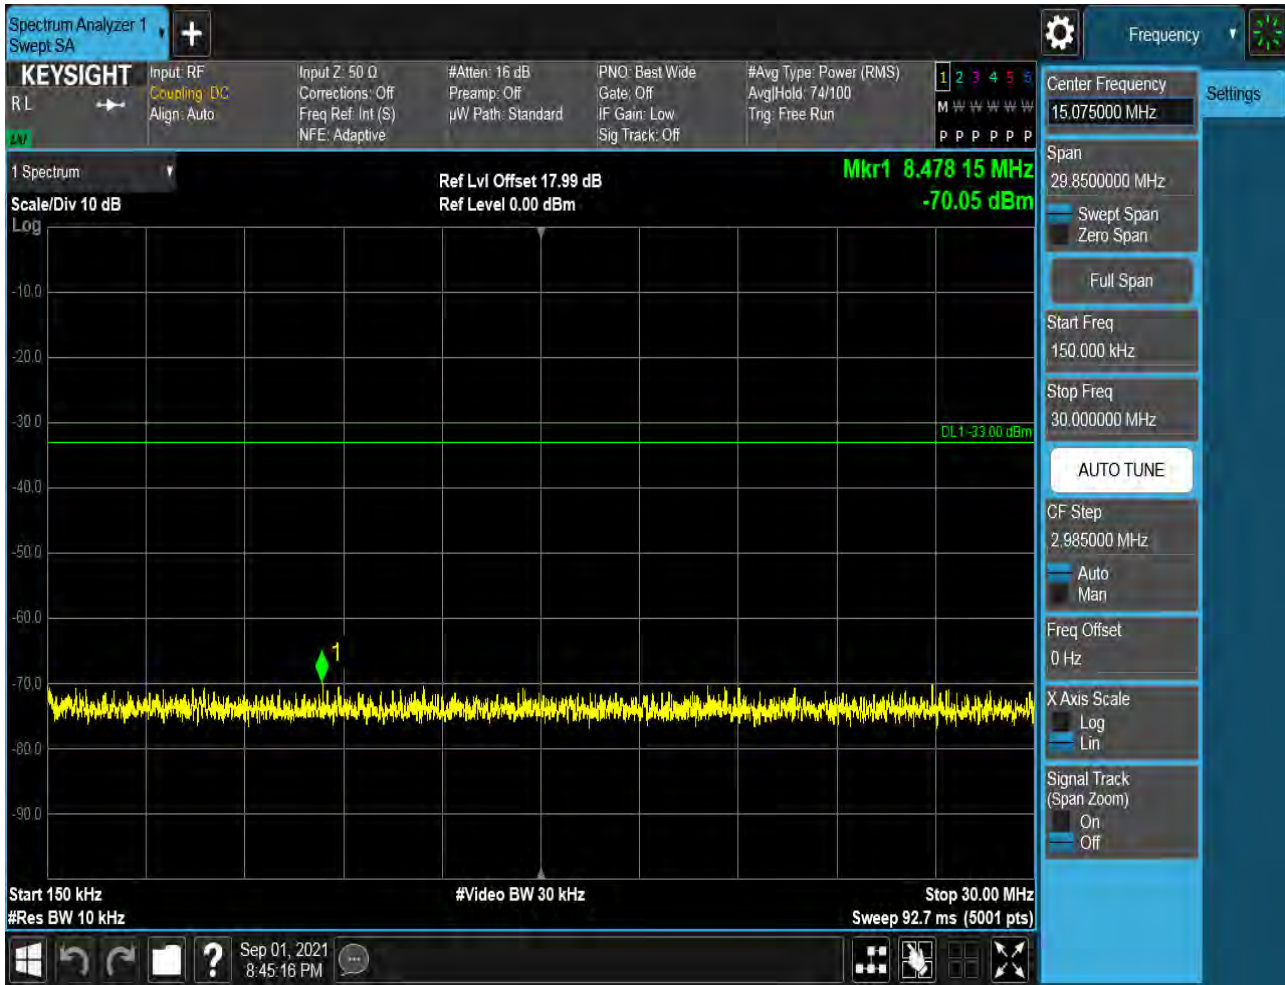 Spectrum Analyzer 1
Swept SA
Frequency
KEYSIGHT
R L
LNI
Input: RF
Coupling: DC
Align: Auto
Input Z: 50 Ω
Corrections: Off
Freq Ref: Int (S)
NFE: Adaptive
#Atten: 16 dB
Preamp: Off
µW Path: Standard
PNO: Best Wide
Gate: Off
IF Gain: Low
Sig Track: Off
#Avg Type: Power (RMS)
Avg|Hold: 74/100
Trig: Free Run
1 2 3 4 5 6
M W W W W W
P P P P P P
1 Spectrum
Scale/Div 10 dB
Log
Ref Lvl Offset 17.99 dB
Ref Level 0.00 dBm
Mkr1 8.478 15 MHz
-70.05 dBm
-10.0
-20.0
-30.0
DL1 -33.00 dBm
-40.0
-50.0
-60.0
1
-70.0
-80.0
-90.0
Start 150 kHz
#Video BW 30 kHz
Stop 30.00 MHz
#Res BW 10 kHz
Sweep 92.7 ms (5001 pts)
Sep 01, 2021
8:45:16 PM
Center Frequency
15.075000 MHz
Settings
Span
29.8500000 MHz
Swept Span
Zero Span
Full Span
Start Freq
150.000 kHz
Stop Freq
30.000000 MHz
AUTO TUNE
CF Step
2.985000 MHz
Auto
Man
Freq Offset
0 Hz
X Axis Scale
Log
Lin
Signal Track
(Span Zoom)
On
Off